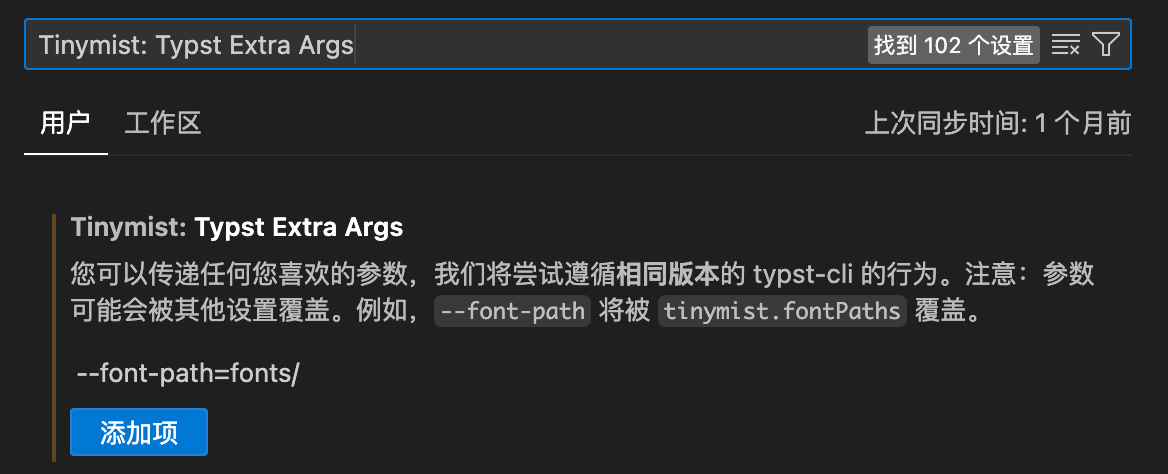 Tinymist: Typst Extra Args
找到 102 个设置
用户
工作区
上次同步时间: 1 个月前
Tinymist: Typst Extra Args
您可以传递任何您喜欢的参数，我们将尝试遵循相同版本的 typst-cli 的行为。注意：参数
可能会被其他设置覆盖。例如，--font-path 将被 tinymist.fontPaths 覆盖。
--font-path=fonts/
添加项